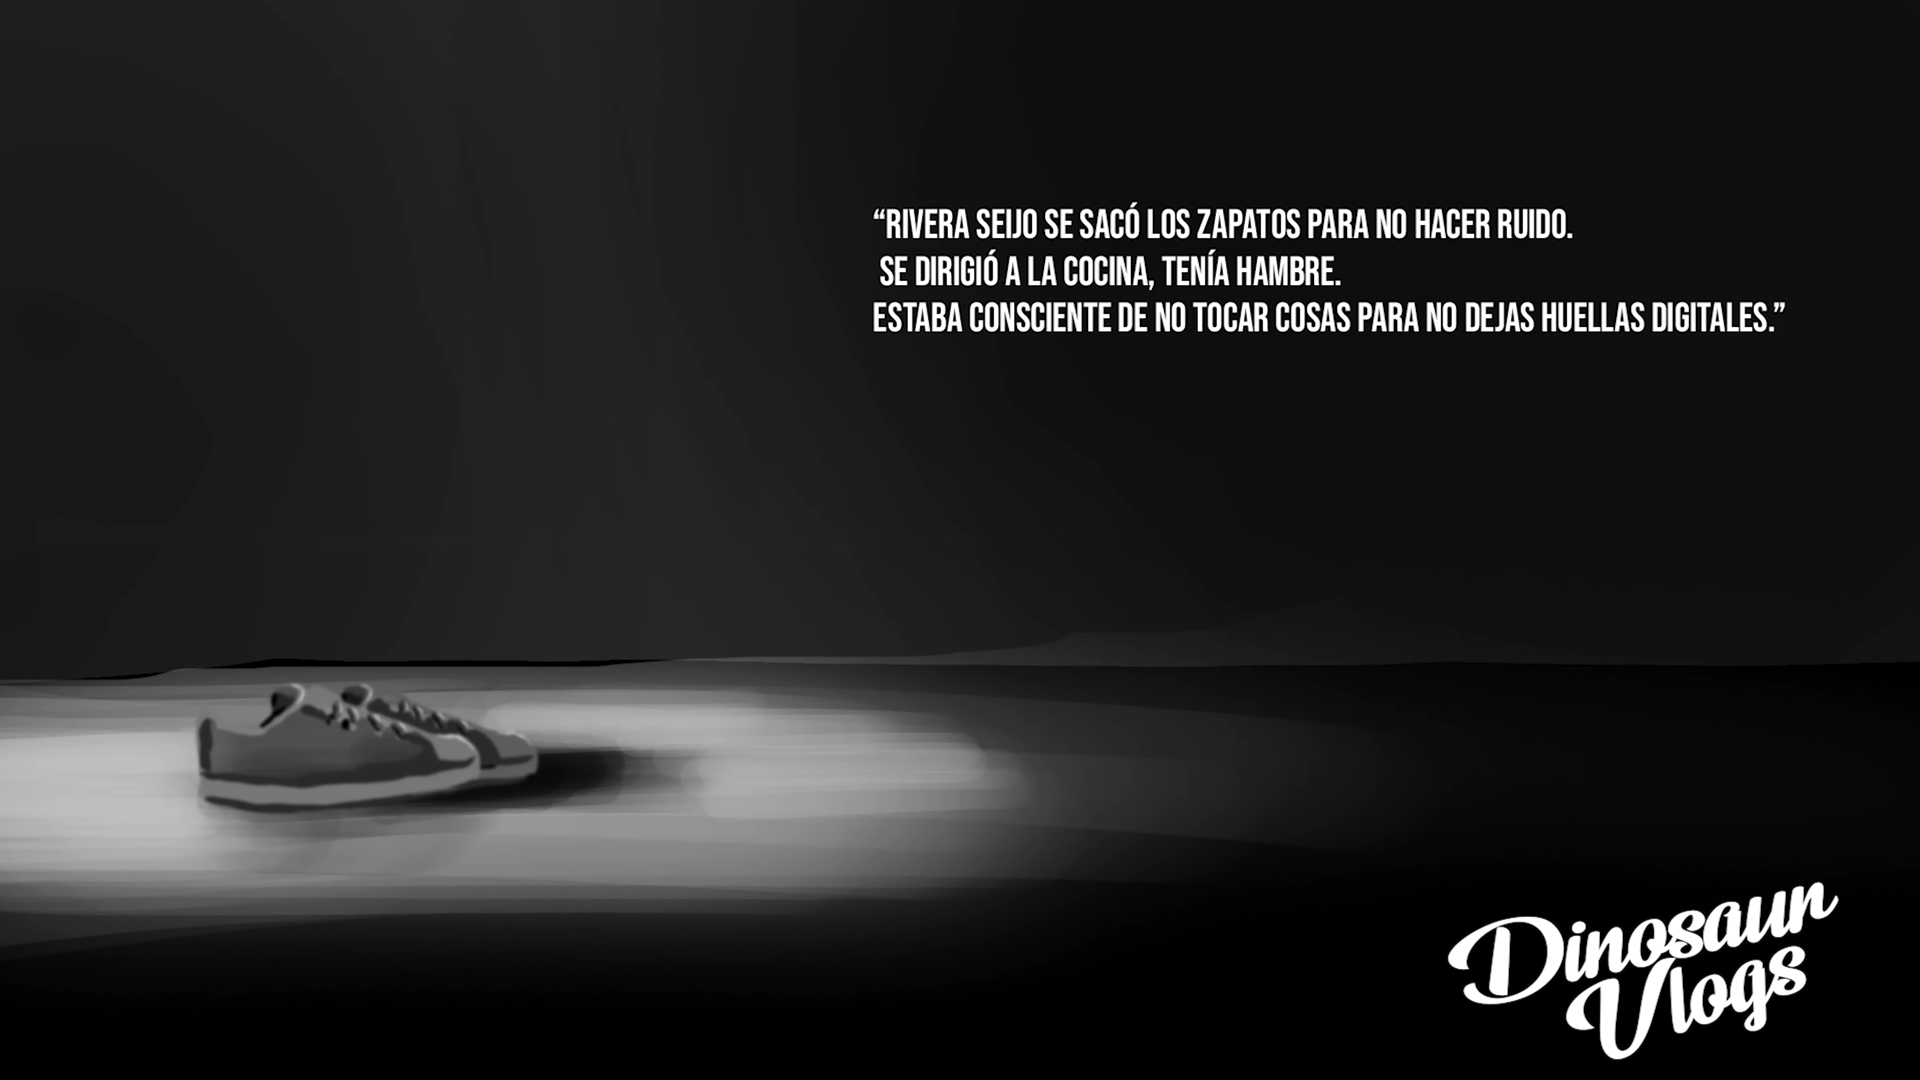 “RIVERA SEIJO SE SACÓ LOS ZAPATOS PARA NO HACER RUIDO.
SE DIRIGIÓ A LA COCINA, TENÍA HAMBRE.
ESTABA CONSCIENTE DE NO TOCAR COSAS PARA NO DEJAS HUELLAS DIGITALES.”
Dinosaur
Vlogs